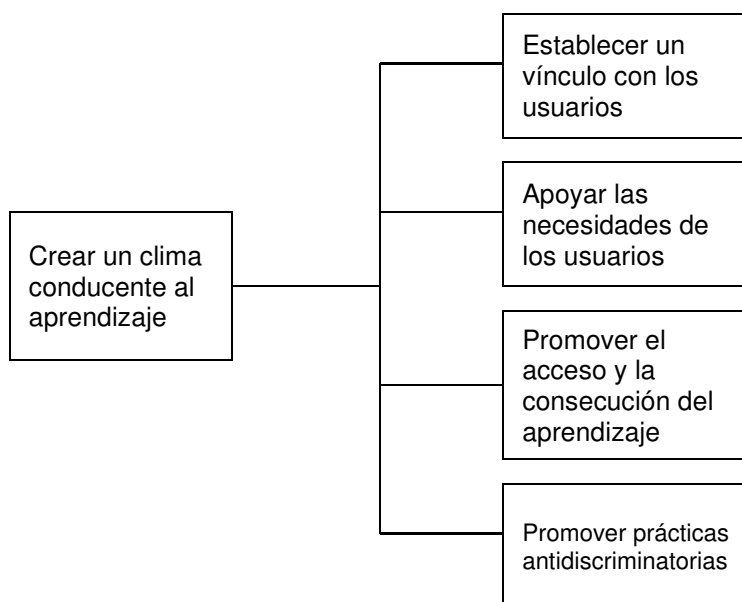 Crear un clima
conducente al
aprendizaje
Establecer un
vínculo con los
usuarios
Apoyar las
necesidades de
los usuarios
Promover el
acceso y la
consecución del
aprendizaje
Promover prácticas
antidiscriminatorias